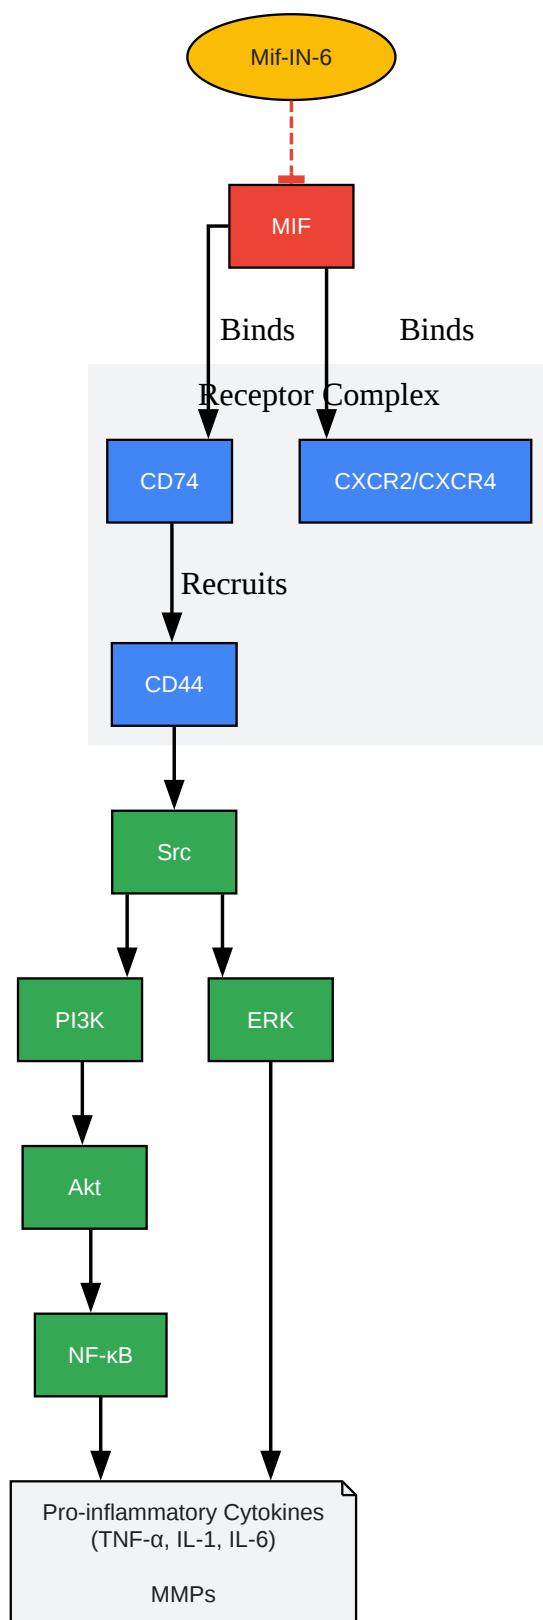 Mif-IN-6
MIF
Binds
Binds
Receptor Complex
CD74
CXCR2/CXCR4
Recruits
CD44
Src
PI3K
ERK
Akt
NF-κB
Pro-inflammatory Cytokines
(TNF-α, IL-1, IL-6)
MMPs